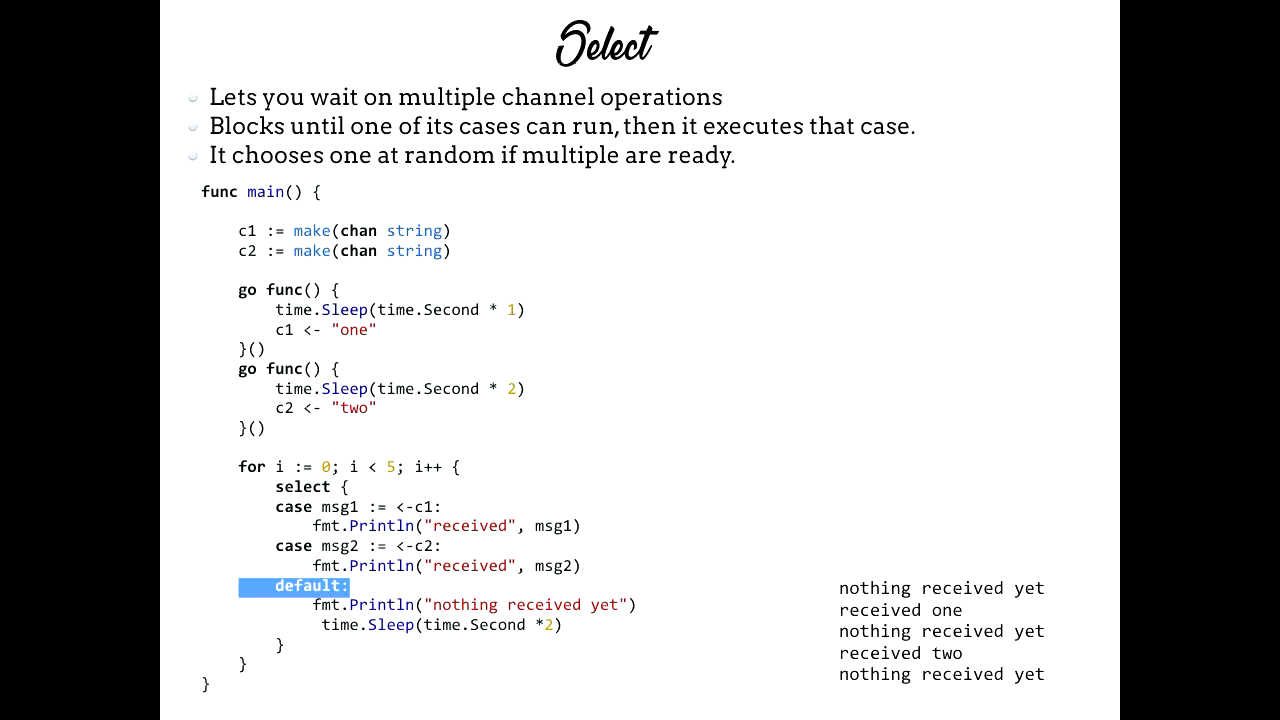 Select
Lets you wait on multiple channel operations
Blocks until one of its cases can run, then it executes that case.
It chooses one at random if multiple are ready.
func main() {
c1 := make(chan string)
c2 := make(chan string)
go func() {
time.Sleep(time.Second * 1)
c1 <- "one"
}()
go func() {
time.Sleep(time.Second * 2)
c2 <- "two"
}()
for i := 0; i < 5; i++ {
select {
case msg1 := <-c1:
fmt.Println("received", msg1)
case msg2 := <-c2:
fmt.Println("received", msg2)
default:
fmt.Println("nothing received yet")
time.Sleep(time.Second *2)
}
}
}
nothing received yet
received one
nothing received yet
received two
nothing received yet